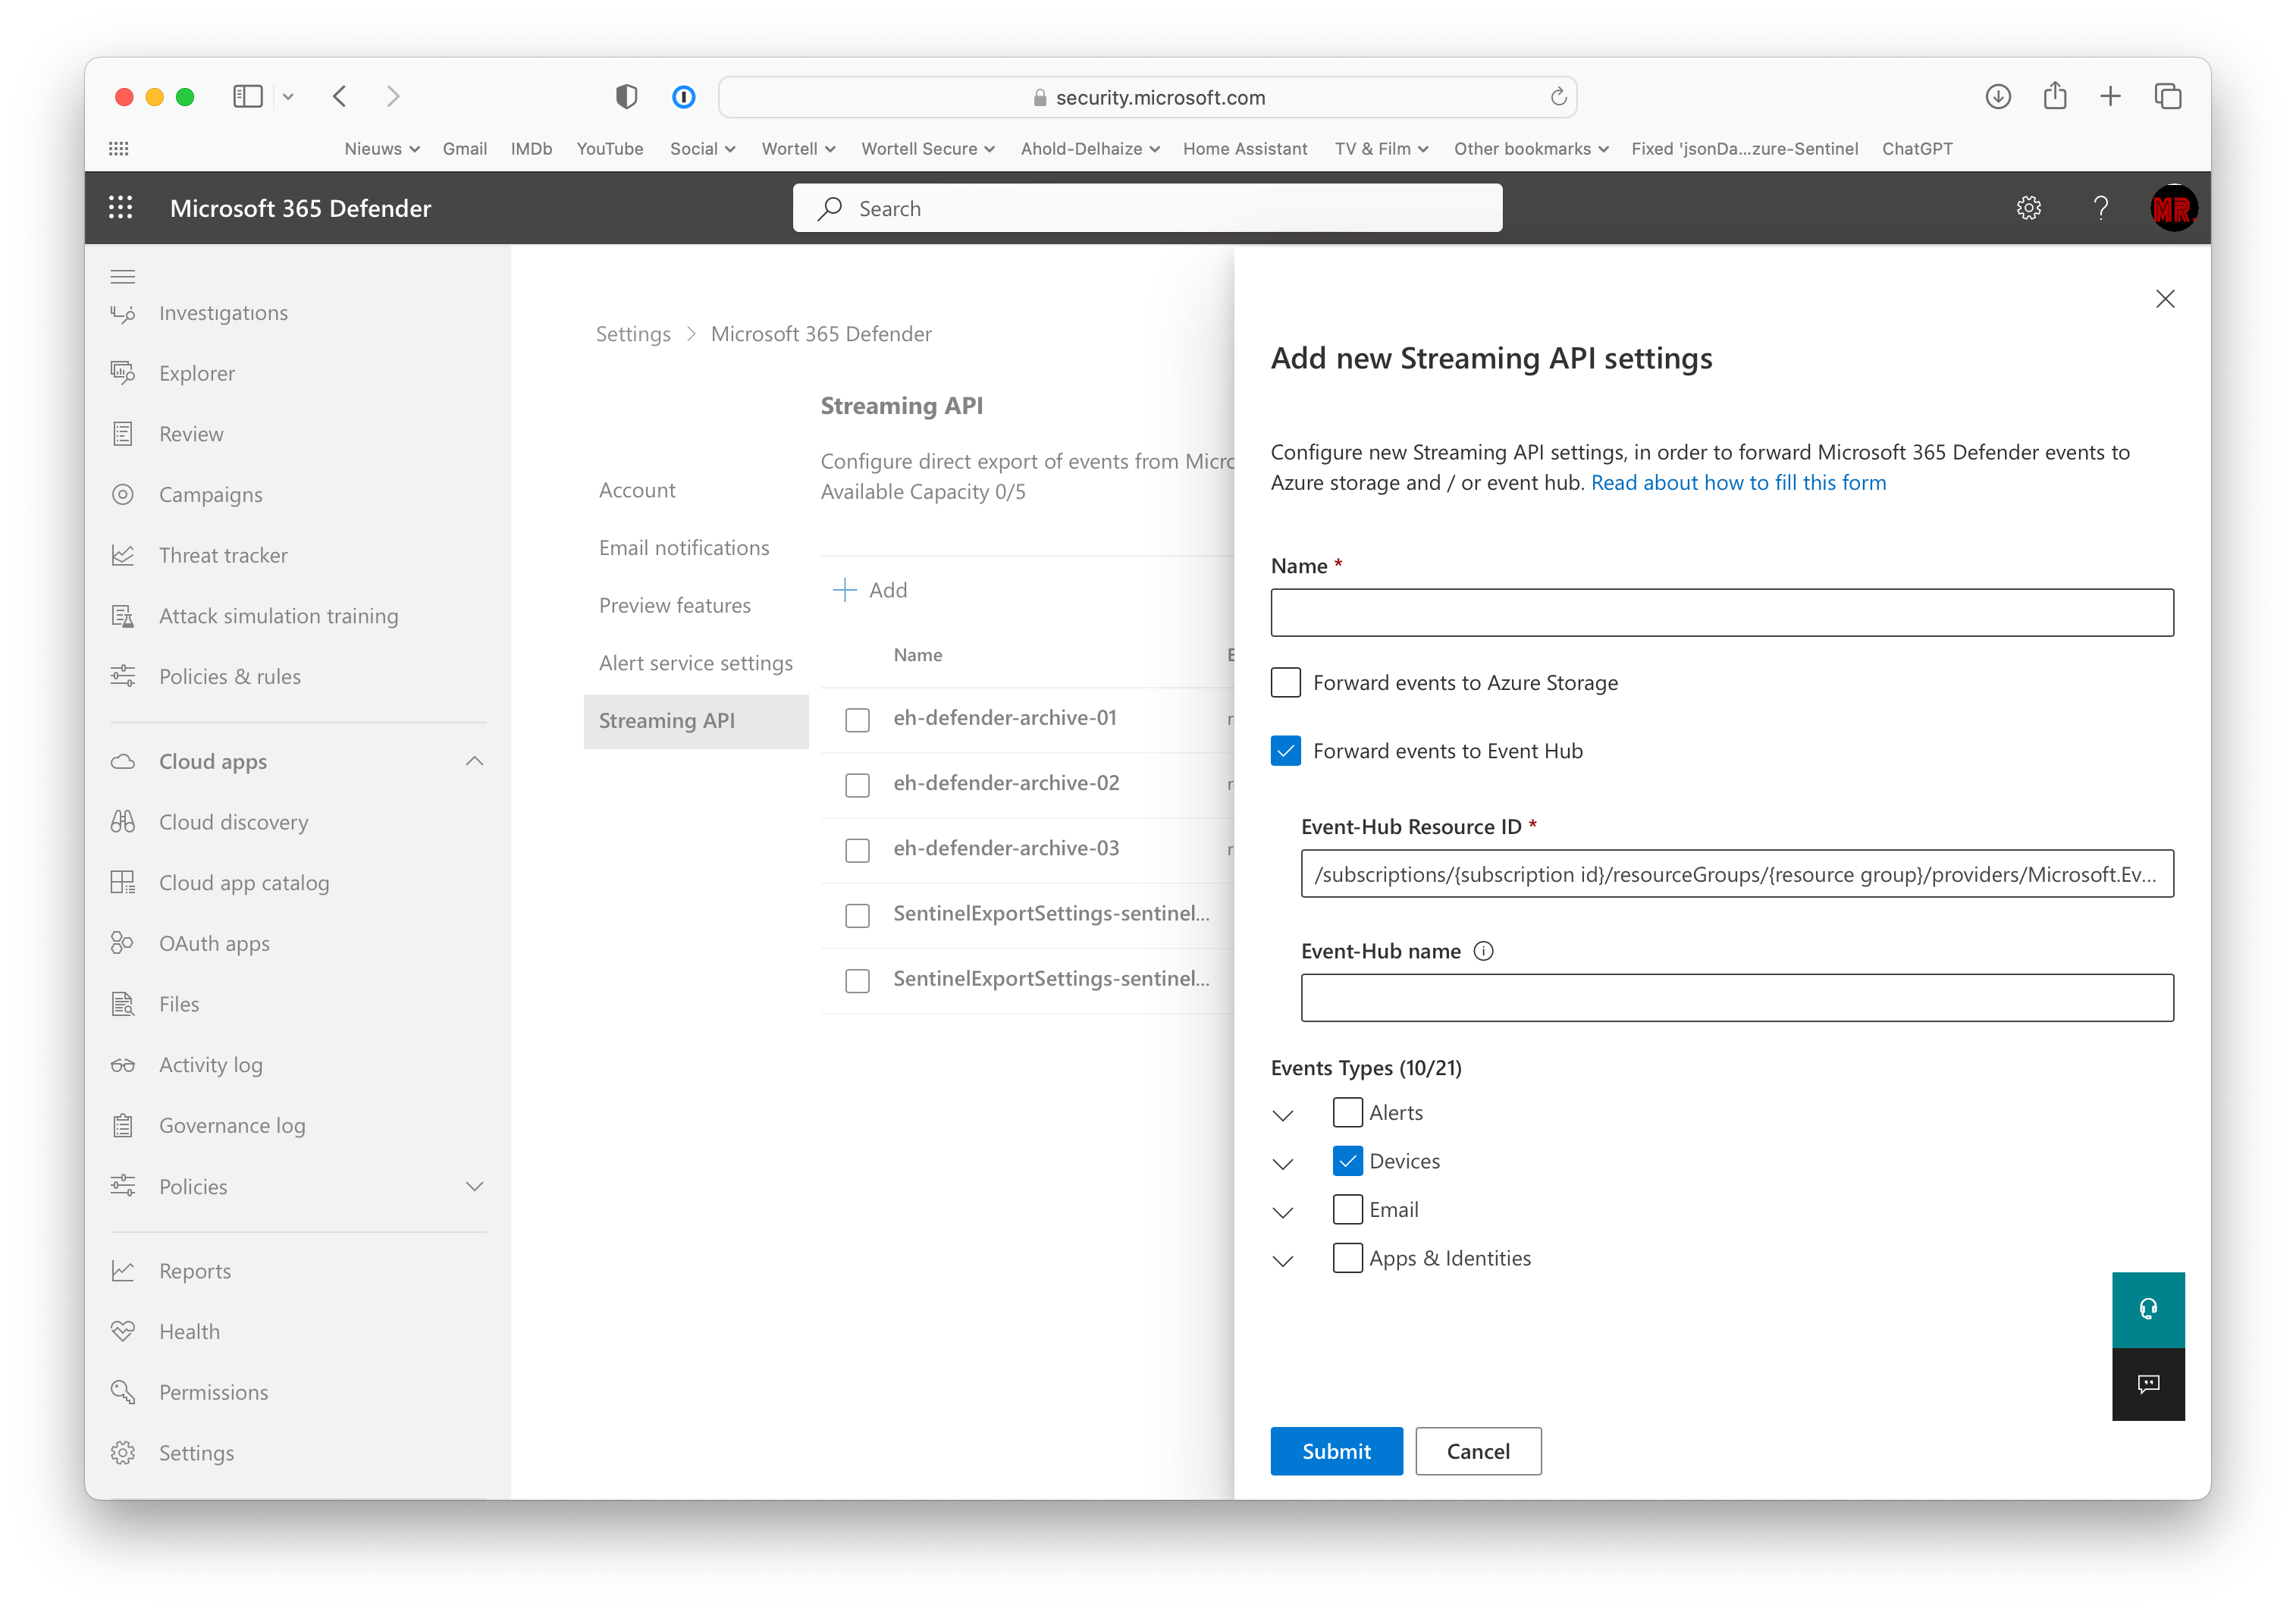 security.microsoft.com
Nieuws Gmail IMDb YouTube Social Wortell Wortell Secure Ahold-Delhaize Home Assistant TV & Film Other bookmarks Fixed 'jsonDa...zure-Sentinel ChatGPT
Microsoft 365 Defender
Search
MR.
Investigations
Explorer
Review
Campaigns
Threat tracker
Attack simulation training
Policies & rules
Cloud apps
Cloud discovery
Cloud app catalog
OAuth apps
Files
Activity log
Governance log
Policies
Reports
Health
Permissions
Settings
Settings > Microsoft 365 Defender
Account
Email notifications
Preview features
Alert service settings
Streaming API
Streaming API
Configure direct export of events from Micro
Available Capacity 0/5
Add
Name
eh-defender-archive-01
eh-defender-archive-02
eh-defender-archive-03
SentinelExportSettings-sentinel...
SentinelExportSettings-sentinel...
Add new Streaming API settings
Configure new Streaming API settings, in order to forward Microsoft 365 Defender events to
Azure storage and / or event hub. Read about how to fill this form
Name *
Forward events to Azure Storage
Forward events to Event Hub
Event-Hub Resource ID *
/subscriptions/{subscription id}/resourceGroups/{resource group}/providers/Microsoft.Ev...
Event-Hub name
Events Types (10/21)
Alerts
Devices
Email
Apps & Identities
Submit Cancel